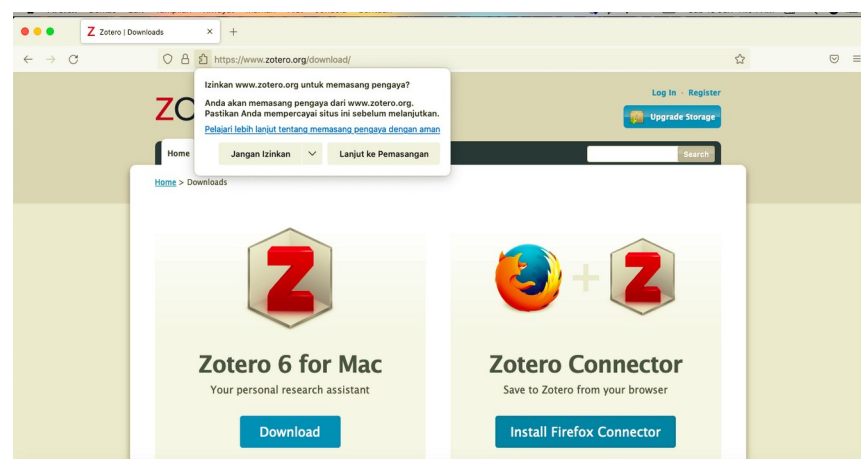 Zotero | Downloads
https://www.zotero.org/download/
Izinkan www.zotero.org untuk memasang pengaya?
Anda akan memasang pengaya dari www.zotero.org.
Pastikan Anda mempercayai situs ini sebelum melanjutkan.
Pelajari lebih lanjut tentang memasang pengaya dengan aman
Jangan Izinkan
Lanjut ke Pemasangan
ZO
Log In · Register
Upgrade Storage
Home
Search
Home > Downloads
Z
Z
Zotero 6 for Mac
Your personal research assistant
Download
Zotero Connector
Save to Zotero from your browser
Install Firefox Connector